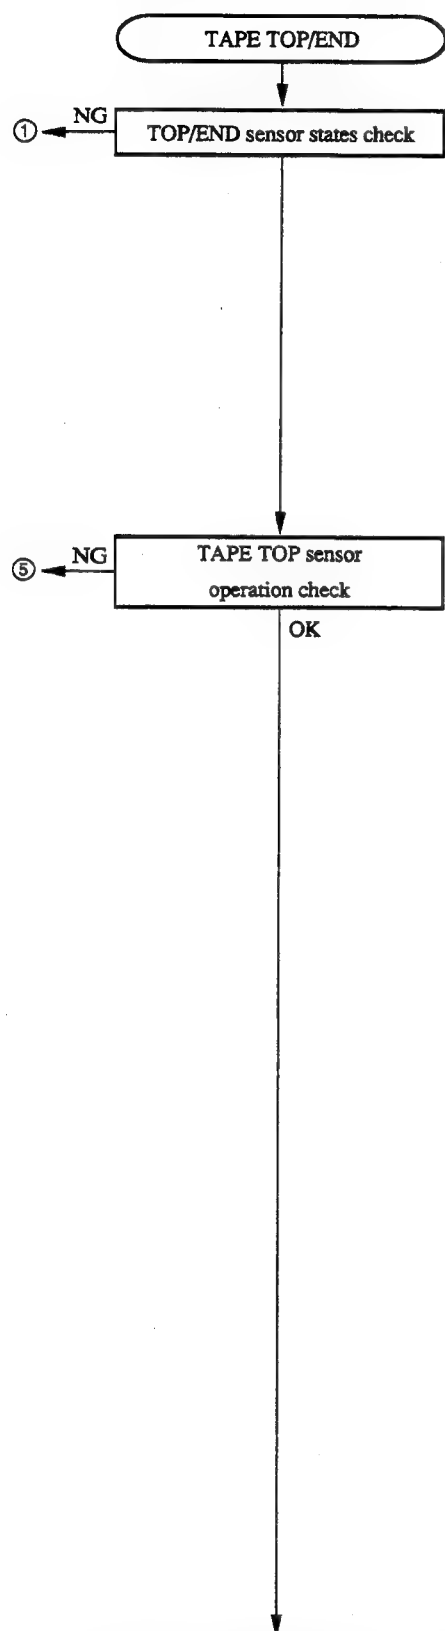 TAPE TOP/END
NG
① TOP/END sensor states check
NG
⑤ TAPE TOP sensor
operation check
OK